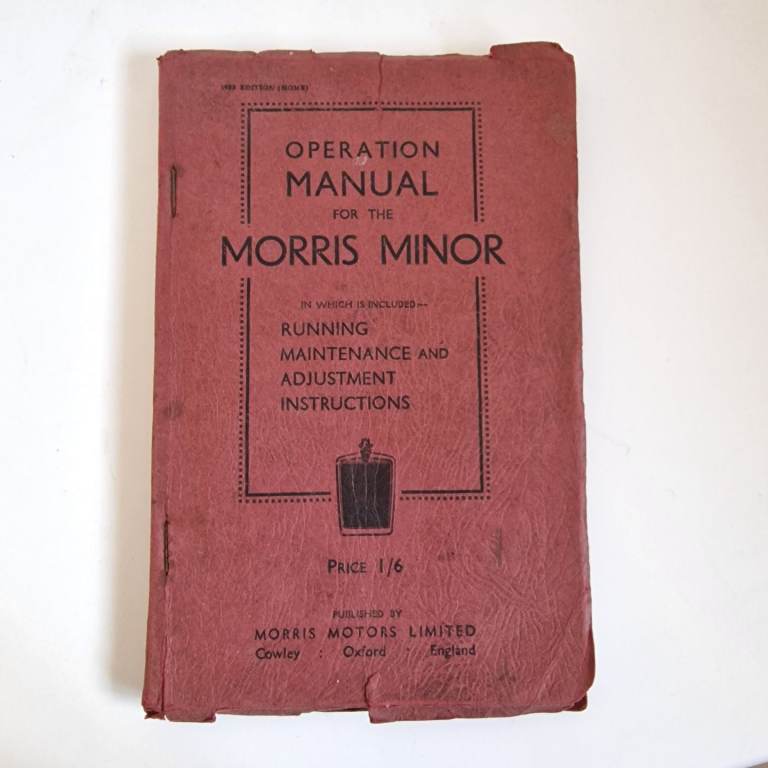 EDITION (HOME)
OPERATION
MANUAL
FOR THE
MORRIS MINOR
IN WHICH IS INCLUDED—
RUNNING
MAINTENANCE AND
ADJUSTMENT
INSTRUCTIONS
PRICE 1/6
PUBLISHED BY
MORRIS MOTORS LIMITED
Cowley : Oxford : England